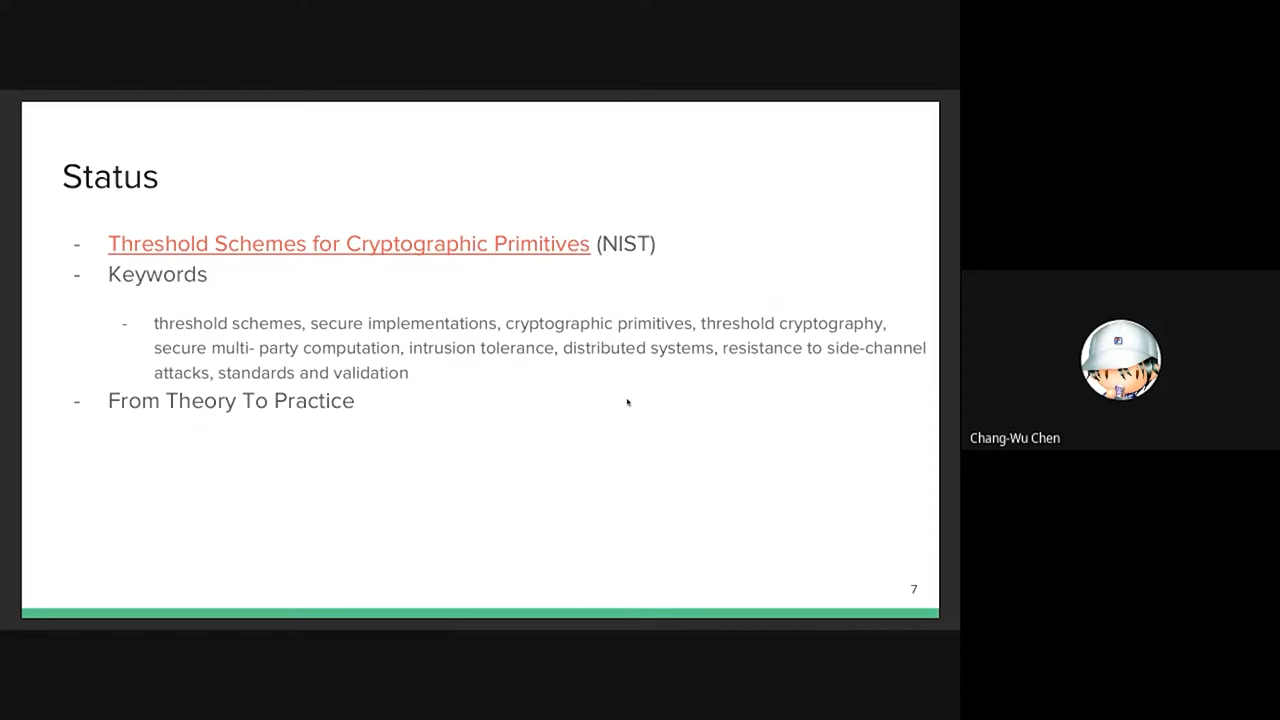 Status
- Threshold Schemes for Cryptographic Primitives (NIST)
- Keywords
- threshold schemes, secure implementations, cryptographic primitives, threshold cryptography,
secure multi- party computation, intrusion tolerance, distributed systems, resistance to side-channel
attacks, standards and validation
- From Theory To Practice
7
Chang-Wu Chen